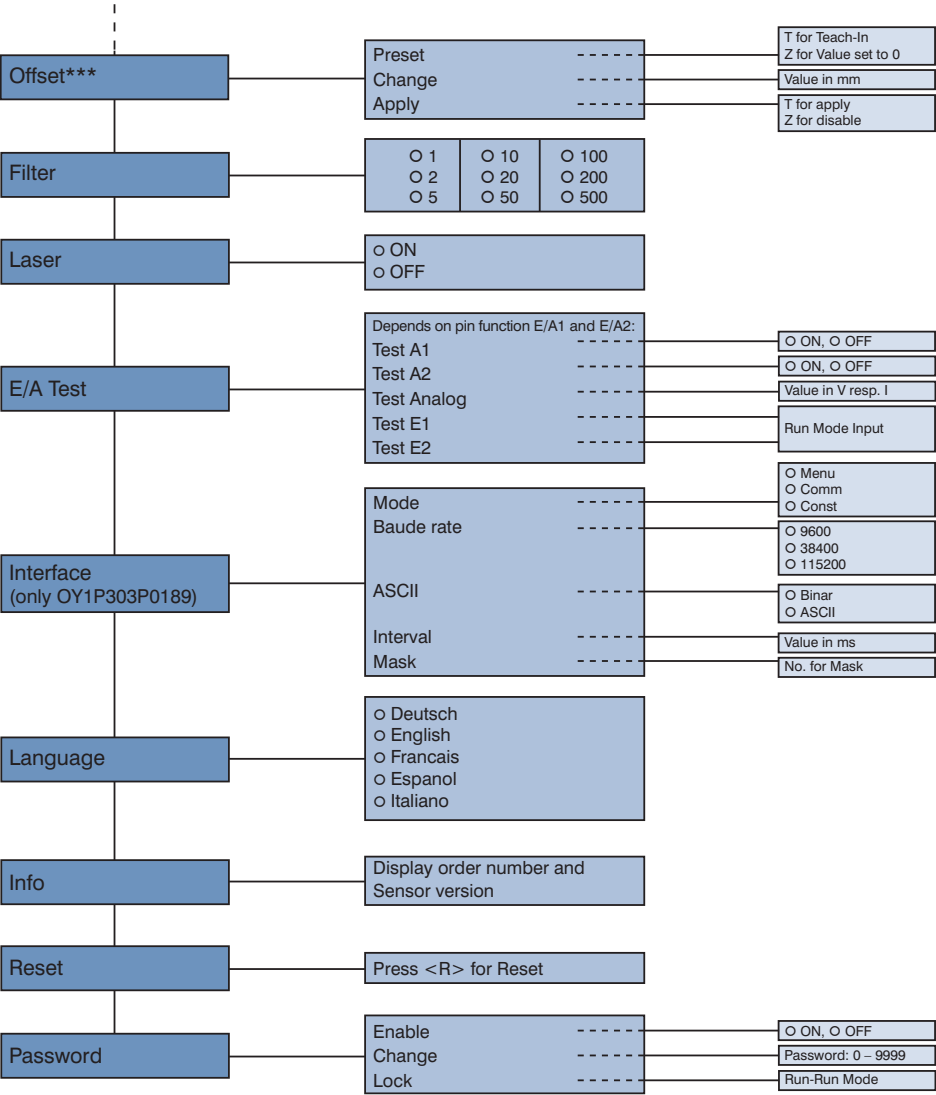 Offset***
Preset
Change
Apply
T for Teach-In
Z for Value set to 0
Value in mm
T for apply
Z for disable
Filter
O 1 O 10 O 100
O 2 O 20 O 200
O 5 O 50 O 500
Laser
O ON
O OFF
E/A Test
Depends on pin function E/A1 and E/A2:
Test A1
Test A2
Test Analog
Test E1
Test E2
O ON, O OFF
O ON, O OFF
Value in V resp. I
Run Mode Input
Interface
(only OY1P303P0189)
Mode
Baude rate
ASCII
Interval
Mask
O Menu
O Comm
O Const
O 9600
O 38400
O 115200
O Binar
O ASCII
Value in ms
No. for Mask
Language
O Deutsch
O English
O Francais
O Espanol
O Italiano
Info
Display order number and
Sensor version
Reset
Press <R> for Reset
Password
Enable
Change
Lock
O ON, O OFF
Password: 0 – 9999
Run-Run Mode